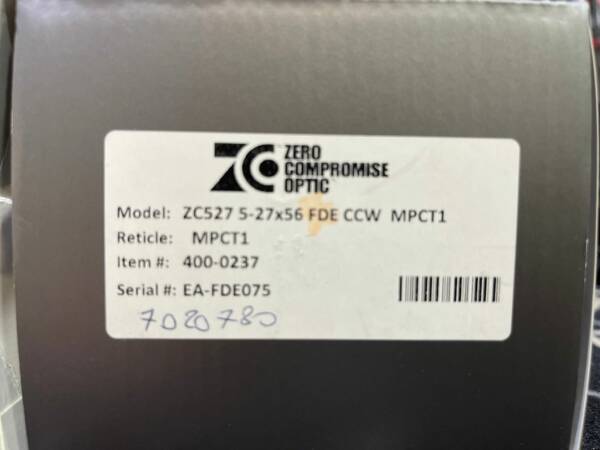 ZERO
COMPROMISE
OPTIC
Model: ZC527 5-27x56 FDE CCW MPCT1
Reticle: MPCT1
Item #: 400-0237
Serial #: EA-FDE075
7020780